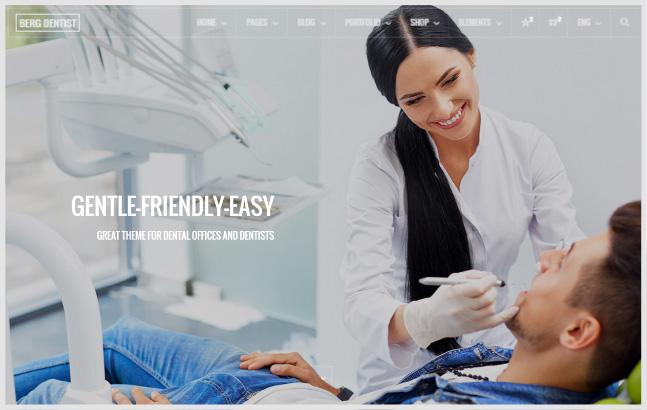 BERG DENTIST
HOME PAGES BLOG PORTFOLIO SHOP ELEMENTS ENG
GENTLE-FRIENDLY-EASY
GREAT THEME FOR DENTAL OFFICES AND DENTISTS